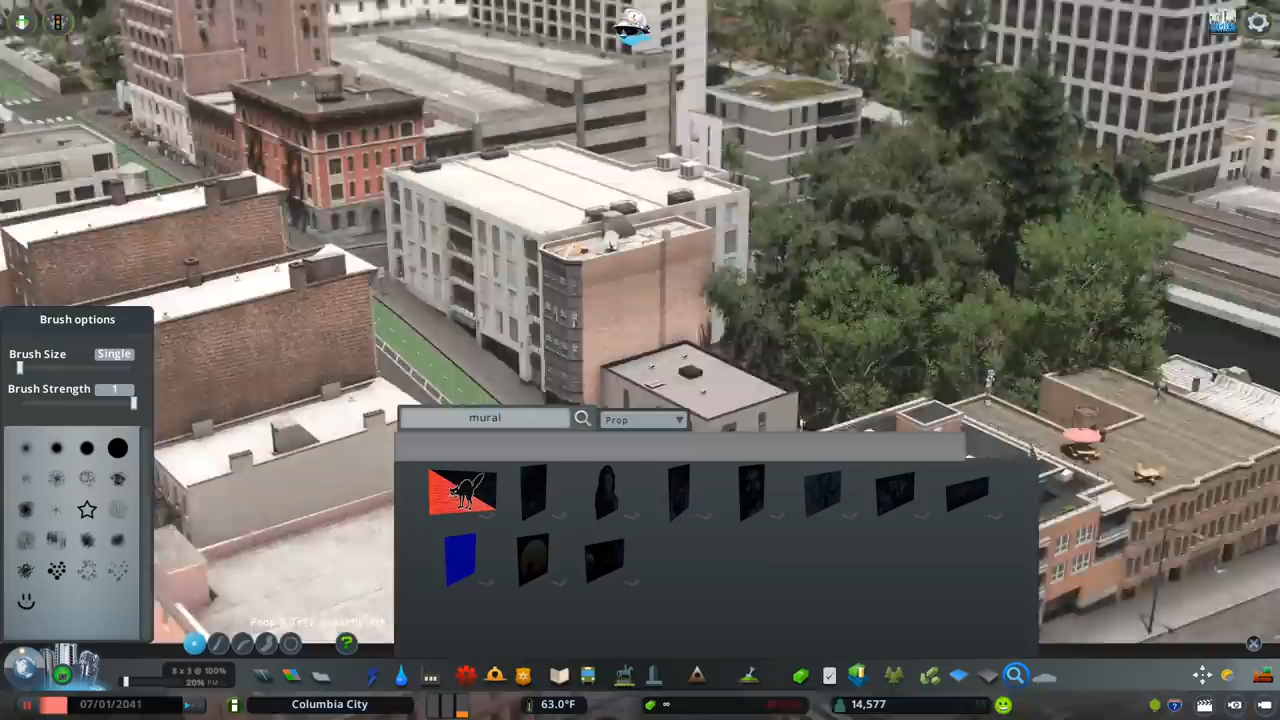 Brush options
Brush Size Single
Brush Strength 1
mural
Prop
8 x 3 @ 100%
20%
07/01/2041
Columbia City
63.0°F
∞
14,577